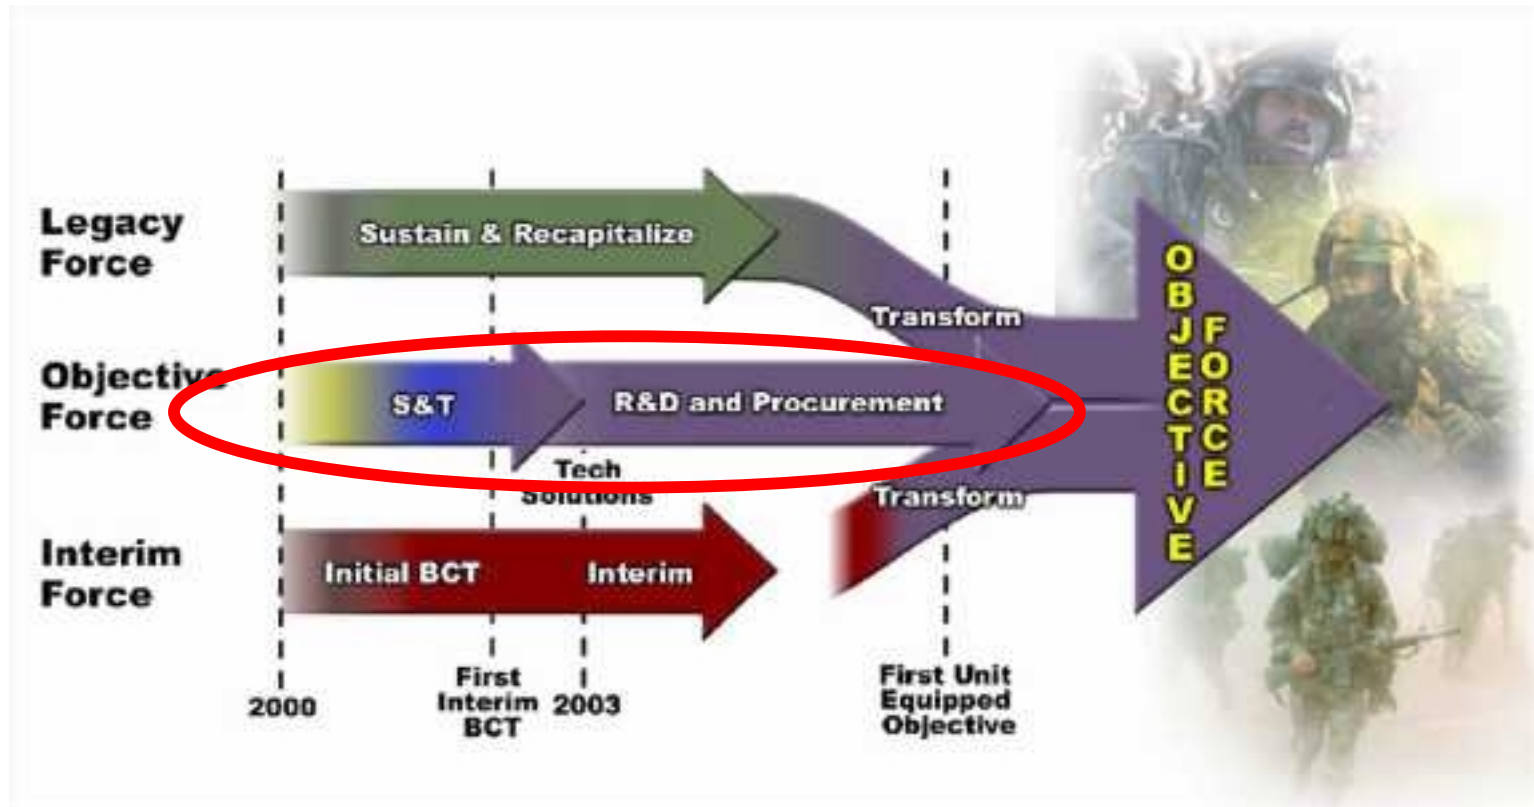 Legacy
Force
Sustain & Recapitalize
Transform
Objective
Force
S&T
R&D and Procurement
Tech
Solutions
Interim
Force
Initial BCT
Interim
Transform
OBJECTIVE
FORCE
2000
First
Interim
BCT
2003
First Unit
Equipped
Objective